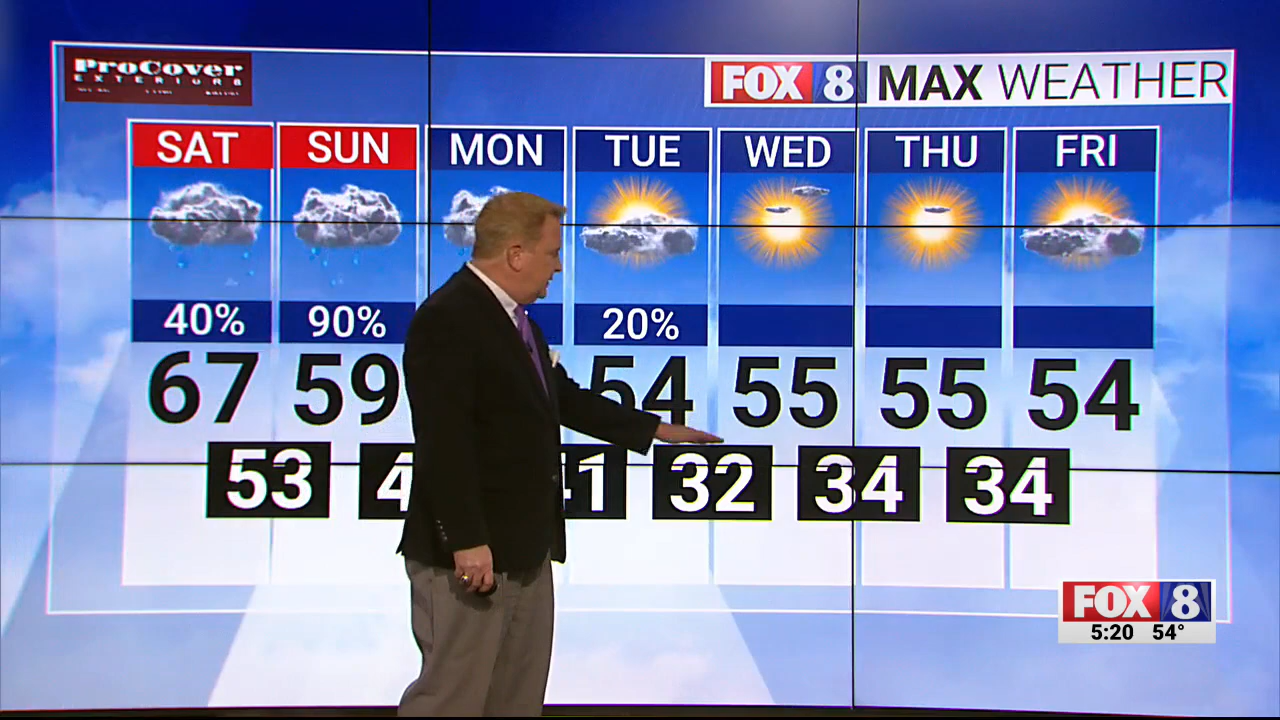 ProCover
EXTERIORS
FOX 8 MAX WEATHER
SAT SUN MON TUE WED THU FRI
40% 90% 20%
67 59 54 55 55 54
53 32 34 34
FOX 8
5:20 54°